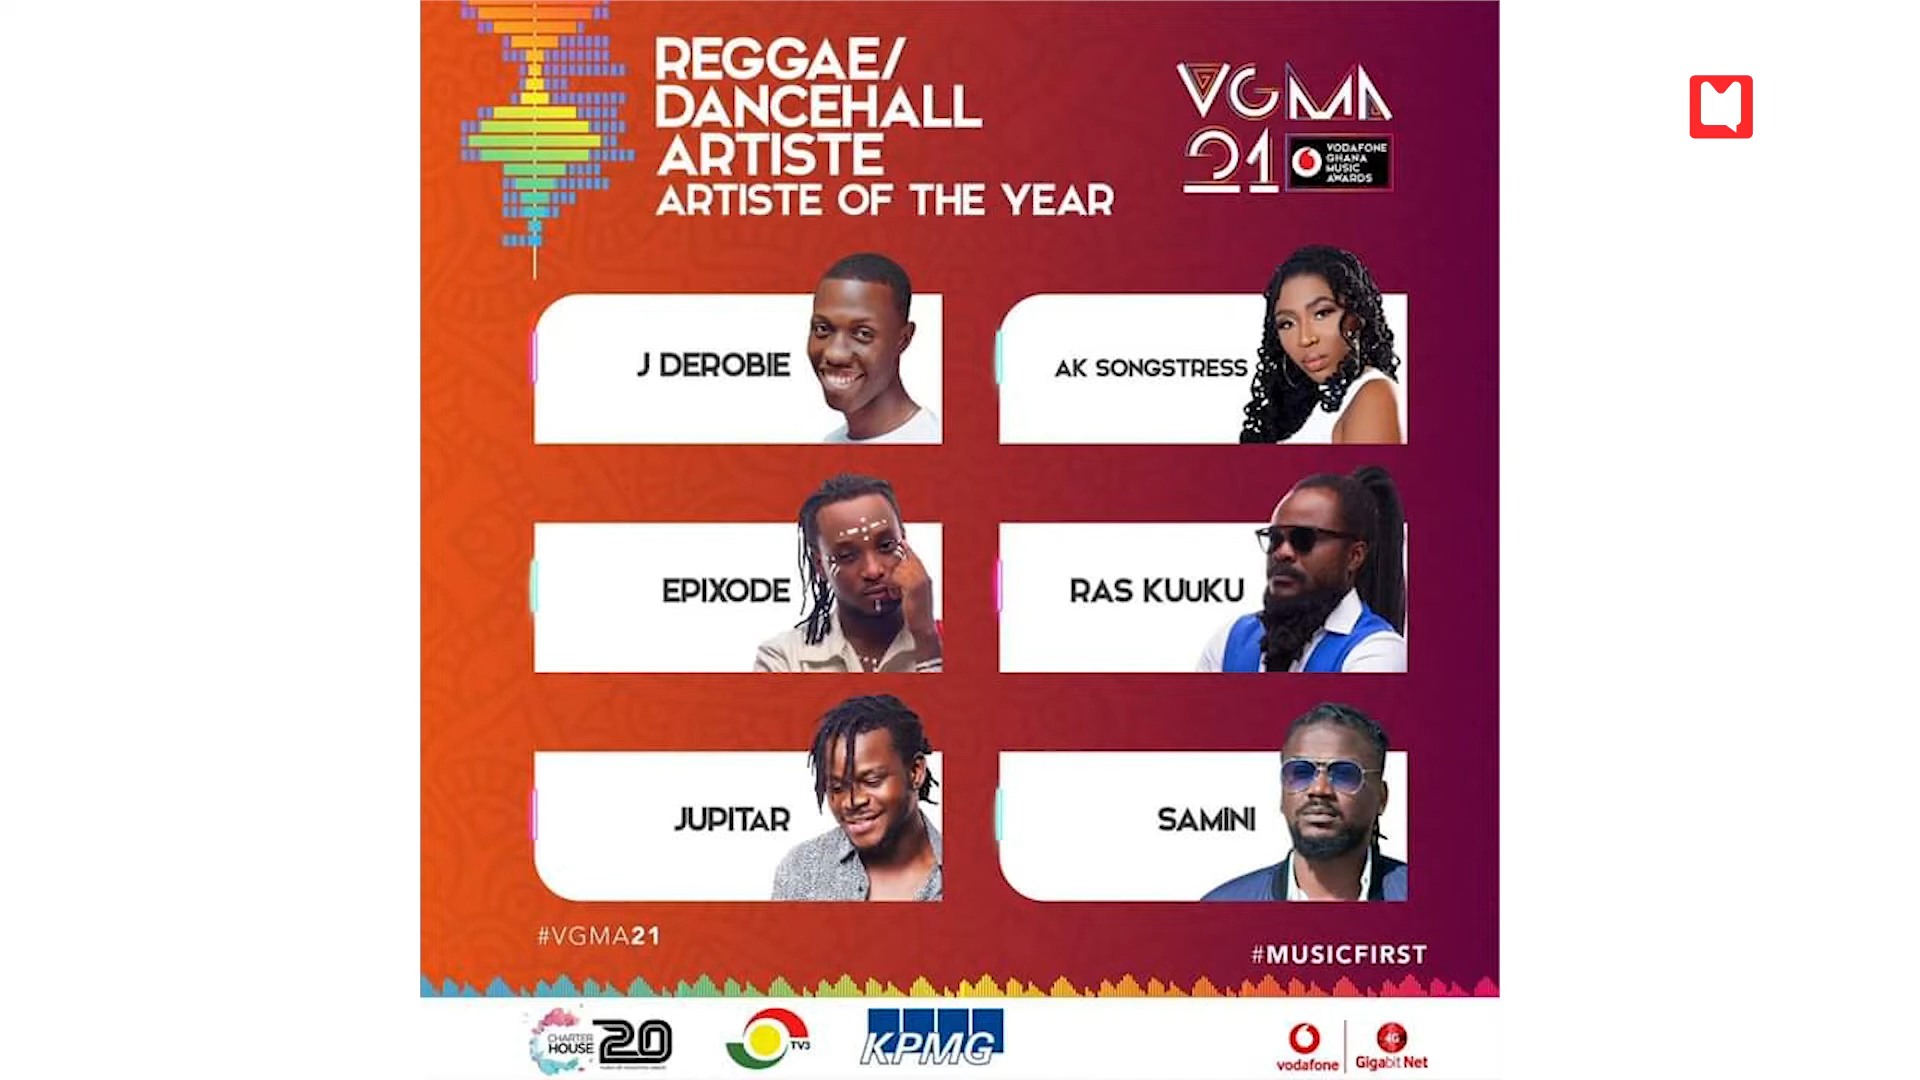 REGGAE/
DANCEHALL
ARTISTE
ARTISTE OF THE YEAR
VGMA
21
VODAFONE
GHANA
MUSIC
AWARDS
J DEROBIE
AK SONGSTRESS
EPIXODE
RAS KUUKU
JUPITAR
SAMINI
#VGMA21
#MUSICFIRST
CHARTER
HOUSE
20
TV3
KPMG
vodafone
4G
Gigabit Net